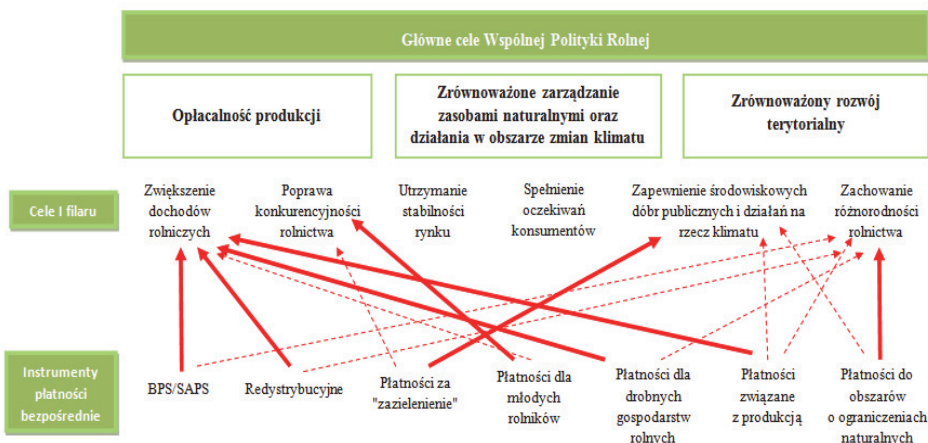 Główne cele Wspólnej Polityki Rolnej
Opłacalność produkcji
Zrównoważone zarządzanie
zasobami naturalnymi oraz
działania w obszarze zmian klimatu
Zrównoważony rozwój
terytorialny
Cele I filaru
Zwiększenie
dochodów
rolniczych
Poprawa
konkurencyjności
rolnictwa
Utrzymanie
stabilności
rynku
Spełnienie
oczekiwań
konsumentów
Zapewnienie środowiskowych
dóbr publicznych i działań na
rzecz klimatu
Zachowanie
różnorodności
rolnictwa
Instrumenty
płatności
bezpośrednie
BPS/SAPS
Redystrybucyjne
Płatności za
"zazielenienie"
Płatności dla
młodych
rolników
Płatności dla
drobnych
gospodarstw
rolnych
Płatności
związane
z produkcją
Płatności do
obszarów
o ograniczeniach
naturalnych